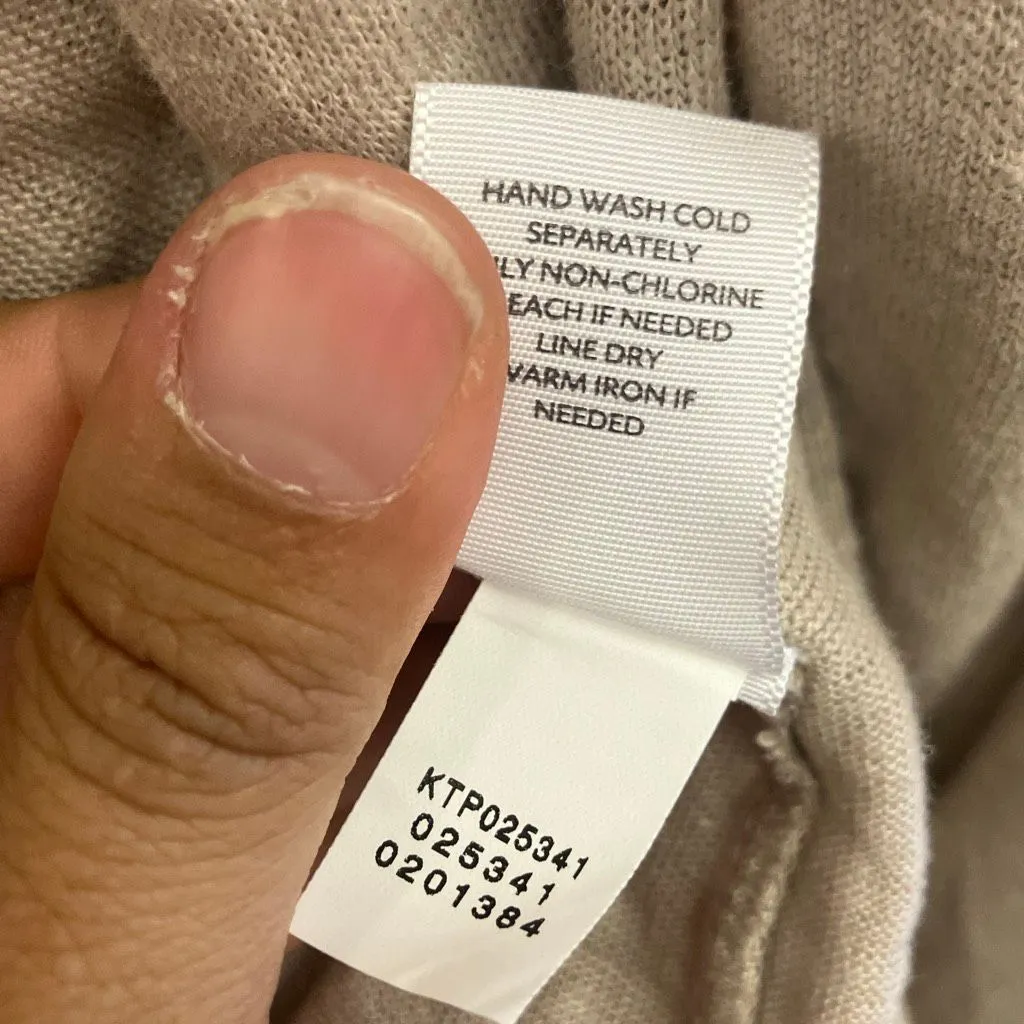 HAND WASH COLD
SEPARATELY
LY NON-CHLORINE
EACH IF NEEDED
LINE DRY
WARM IRON IF
NEEDED
KTP025341
025341
0201384